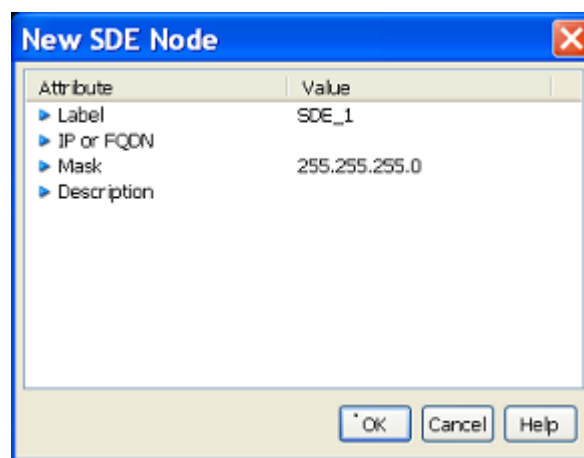 New SDE Node
Attribute Value
Label SDE_1
IP or FQDN
Mask 255.255.255.0
Description
OK Cancel Help